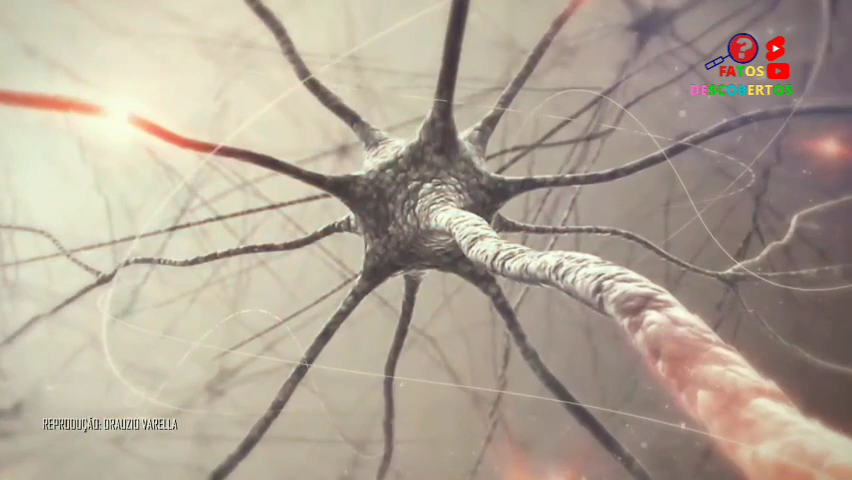 ?
FATOS
DESCOBERTOS
REPRODUÇÃO: DRAUZIO VARELLA